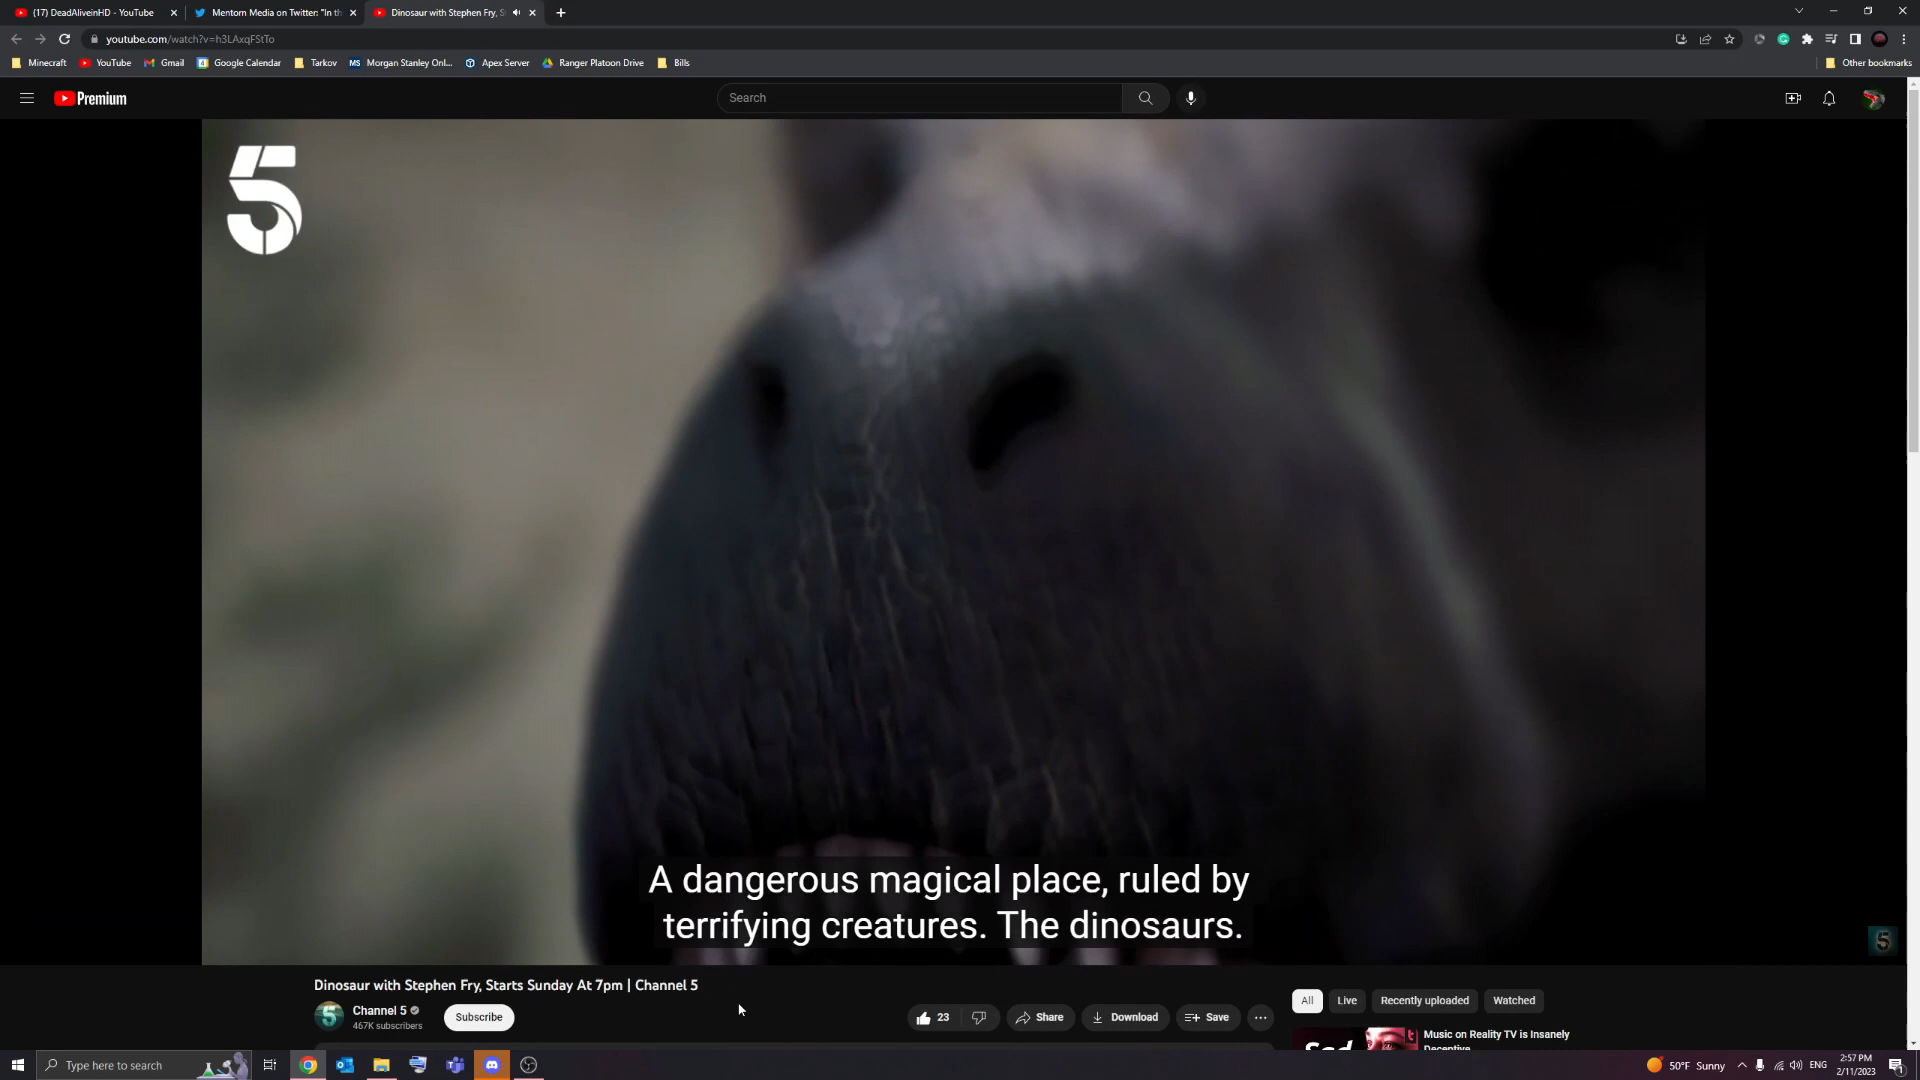 (17) DeadAliveinHD - YouTube
Mentorn Media on Twitter: "In th
Dinosaur with Stephen Fry, S
youtube.com/watch?v=h3LAxqFStTo
Minecraft
YouTube
Gmail
Google Calendar
Tarkov
MS Morgan Stanley Onl...
Apex Server
Ranger Platoon Drive
Bills
Other bookmarks
Premium
Search
5
A dangerous magical place, ruled by
terrifying creatures. The dinosaurs.
5
Dinosaur with Stephen Fry, Starts Sunday At 7pm | Channel 5
5
Channel 5
467K subscribers
Subscribe
23
Share
Download
Save
All
Live
Recently uploaded
Watched
Music on Reality TV is Insanely
Type here to search
50°F Sunny
ENG
2:57 PM
2/11/2023